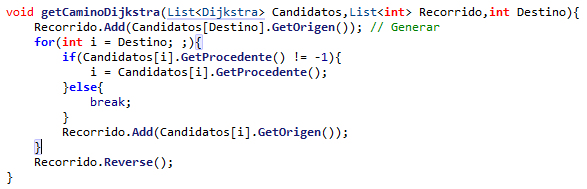 void getCaminoDijkstra(List<Dijkstra> Candidatos,List<int> Recorrido,int Destino){
    Recorrido.Add(Candidatos[Destino].GetOrigen()); // Generar
    for(int i = Destino; ;){
        if(Candidatos[i].GetProcedente() != -1){
            i = Candidatos[i].GetProcedente();
        }else{
            break;
        }
        Recorrido.Add(Candidatos[i].GetOrigen());
    }
    Recorrido.Reverse();
}